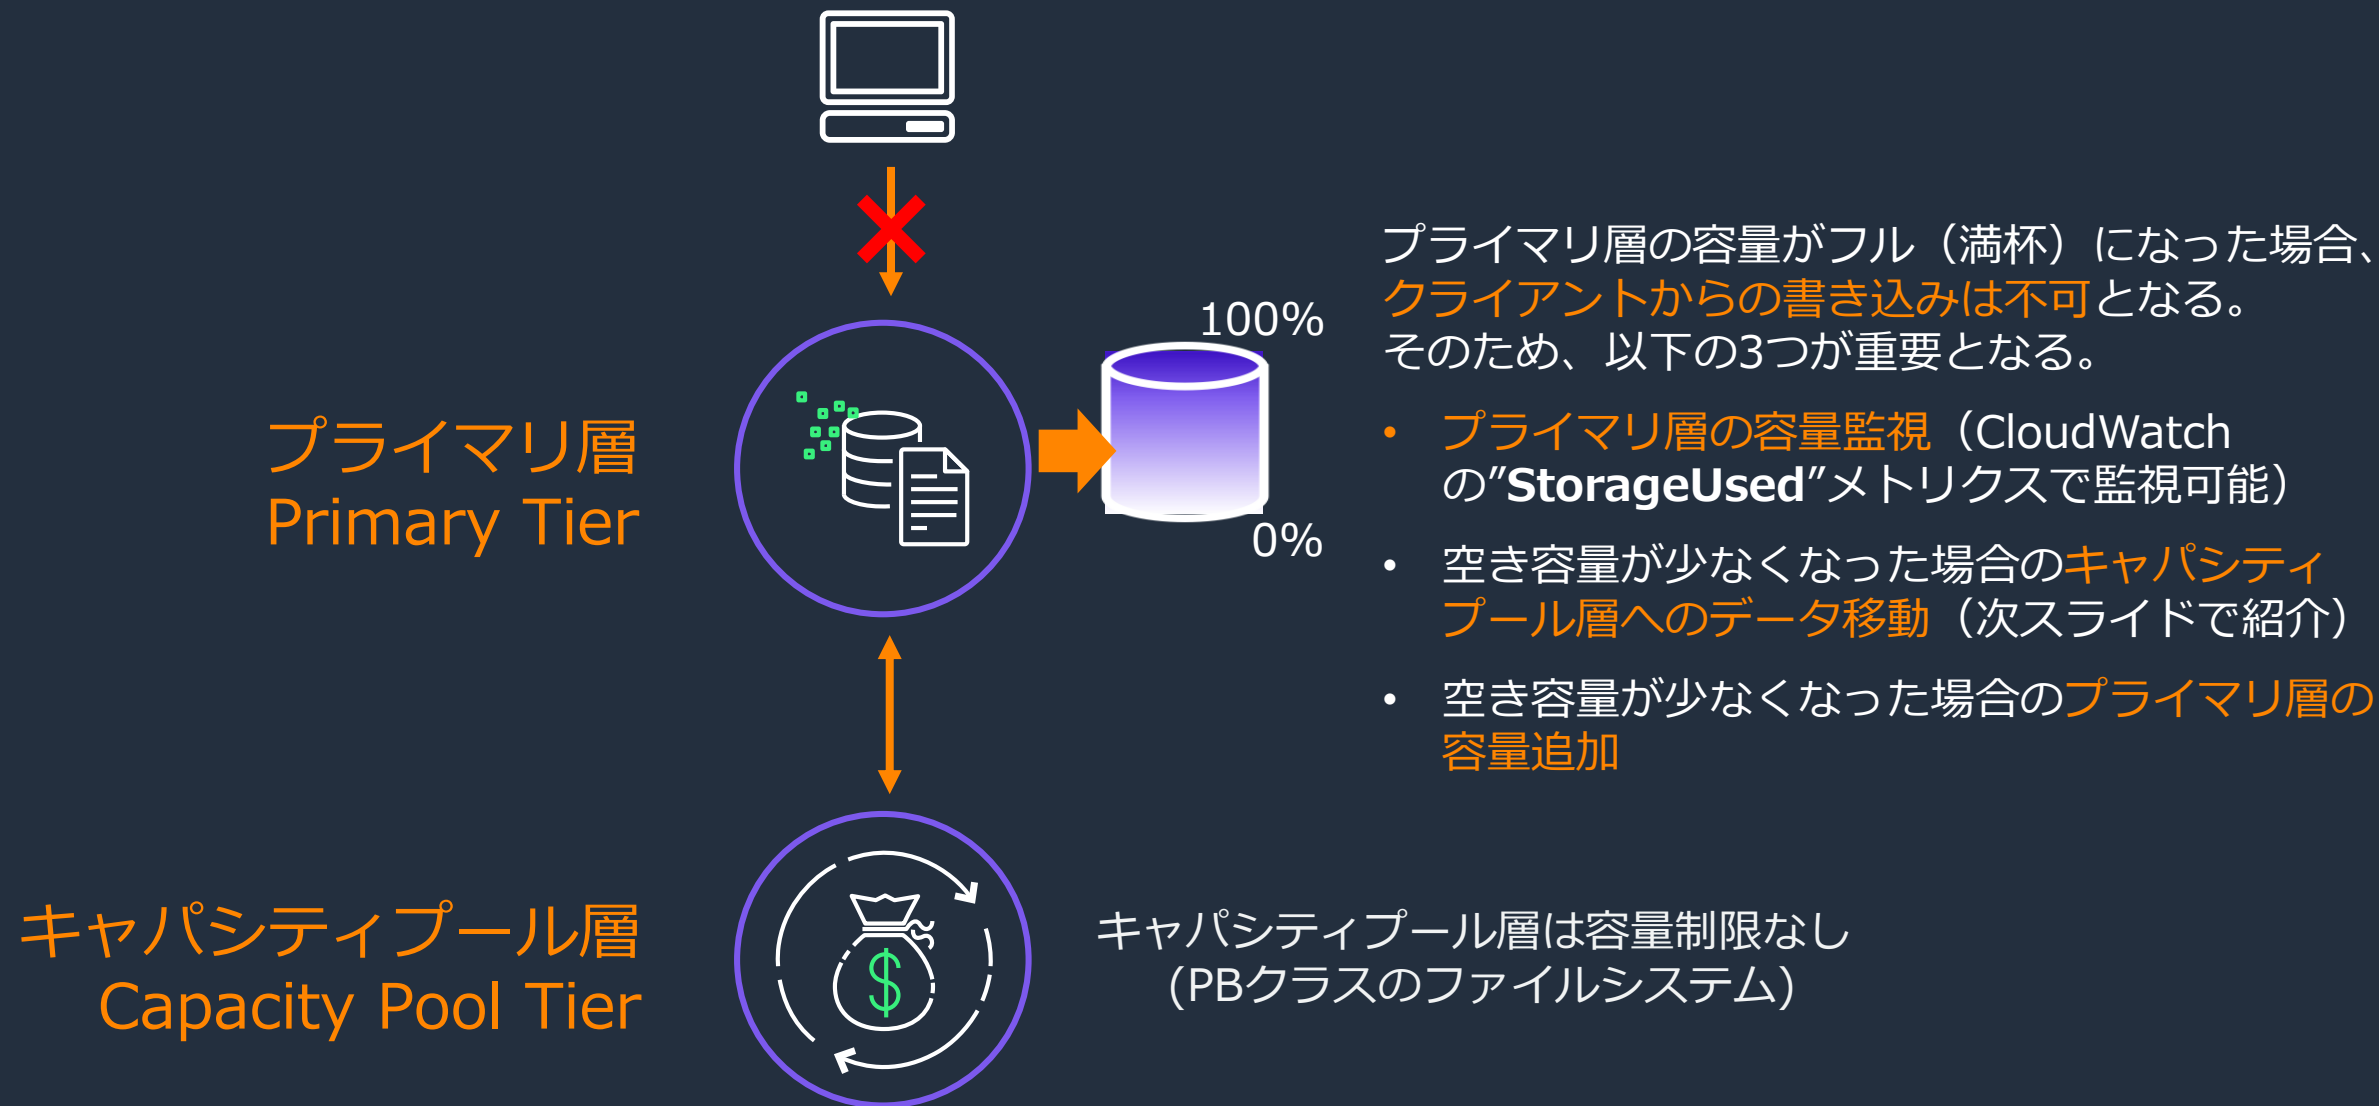 プライマリ層の容量がフル（満杯）になった場合、
クライアントからの書き込みは不可となる。
そのため、以下の3つが重要となる。
• プライマリ層の容量監視（CloudWatch
の”StorageUsed”メトリクスで監視可能）
• 空き容量が少なくなった場合のキャパシティ
プール層へのデータ移動（次スライドで紹介）
• 空き容量が少なくなった場合のプライマリ層の
容量追加
100%
0%
プライマリ層
Primary Tier
キャパシティプール層
Capacity Pool Tier
キャパシティプール層は容量制限なし
(PBクラスのファイルシステム)
$